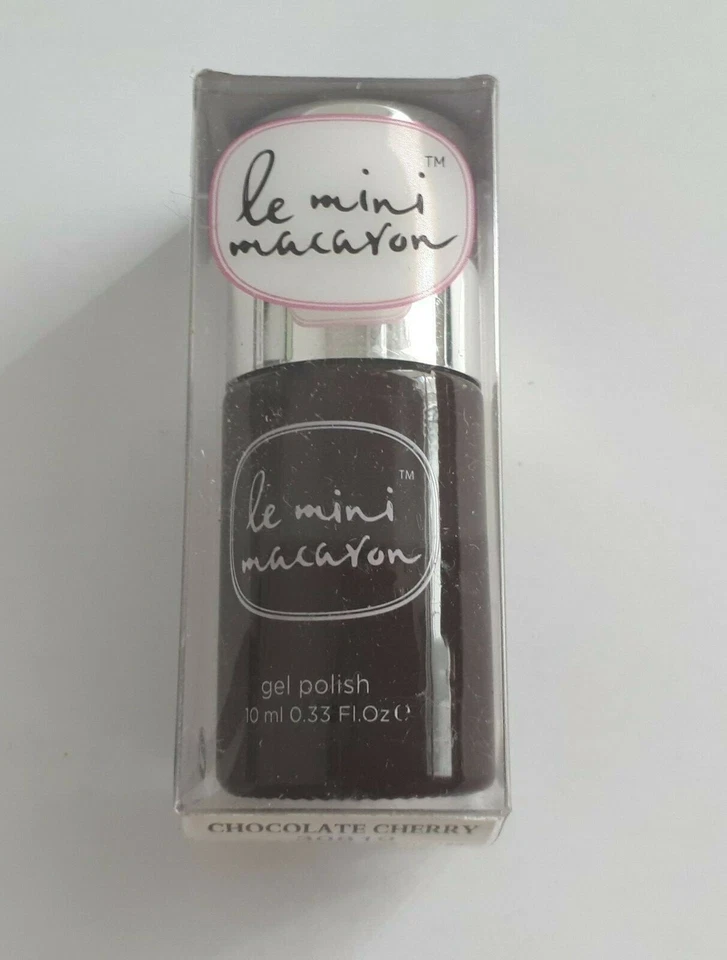 le mini ™
macaron
le mini ™
macaron
gel polish
10 ml 0.33 Fl.Oz ℮
CHOCOLATE CHERRY